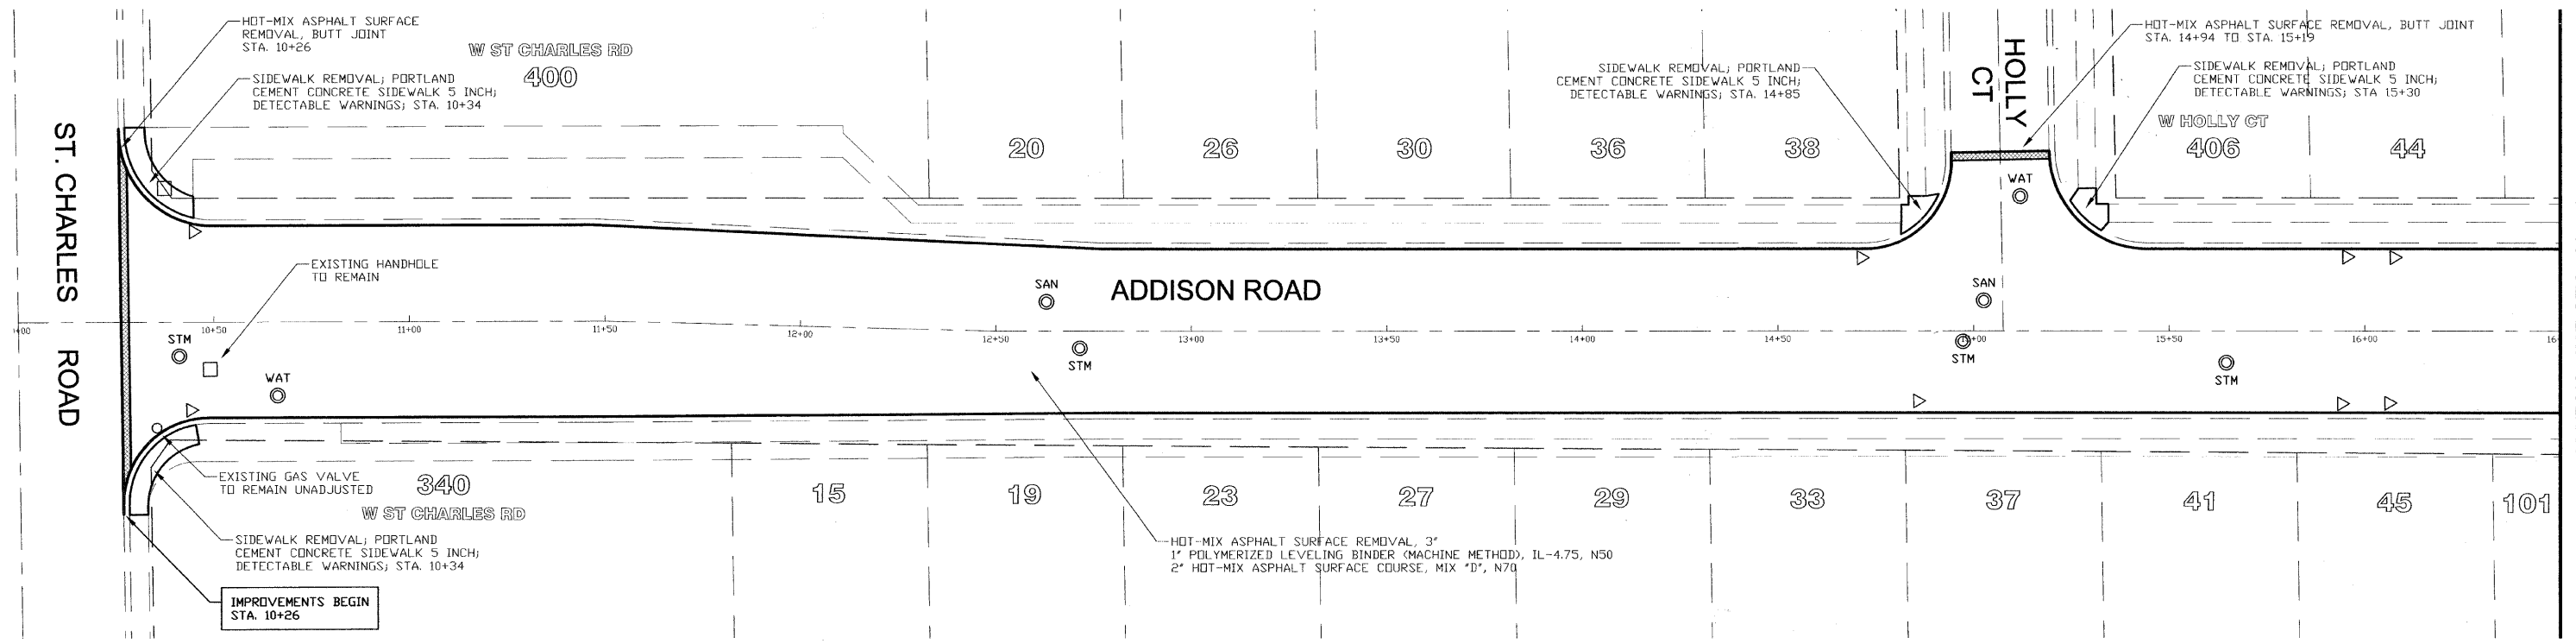 HOT-MIX ASPHALT SURFACE
REMOVAL, BUTT JOINT
STA. 10+26
W ST CHARLES RD
400
SIDEWALK REMOVAL; PORTLAND
CEMENT CONCRETE SIDEWALK 5 INCH;
DETECTABLE WARNINGS; STA. 10+34
SIDEWALK REMOVAL; PORTLAND
CEMENT CONCRETE SIDEWALK 5 INCH;
DETECTABLE WARNINGS; STA. 14+85
HOLLY
CT
HOT-MIX ASPHALT SURFACE REMOVAL, BUTT JOINT
STA. 14+94 TO STA. 15+19
SIDEWALK REMOVAL; PORTLAND
CEMENT CONCRETE SIDEWALK 5 INCH;
DETECTABLE WARNINGS; STA 15+30
W HOLLY CT
20
26
30
36
38
406
44
WAT
ST. CHARLES ROAD
EXISTING HANDHOLE
TO REMAIN
SAN
ADDISON ROAD
SAN
10+50
11+00
11+50
12+00
12+50
13+00
13+50
14+00
14+50
15+00
15+50
16+00
STM
WAT
STM
STM
STM
EXISTING GAS VALVE
TO REMAIN UNADJUSTED
340
W ST CHARLES RD
15
19
23
27
29
33
37
41
45
101
SIDEWALK REMOVAL; PORTLAND
CEMENT CONCRETE SIDEWALK 5 INCH;
DETECTABLE WARNINGS; STA. 10+34
HOT-MIX ASPHALT SURFACE REMOVAL, 3"
1" POLYMERIZED LEVELING BINDER (MACHINE METHOD), IL-4.75, N50
2" HOT-MIX ASPHALT SURFACE COURSE, MIX "D", N70
IMPROVEMENTS BEGIN
STA. 10+26